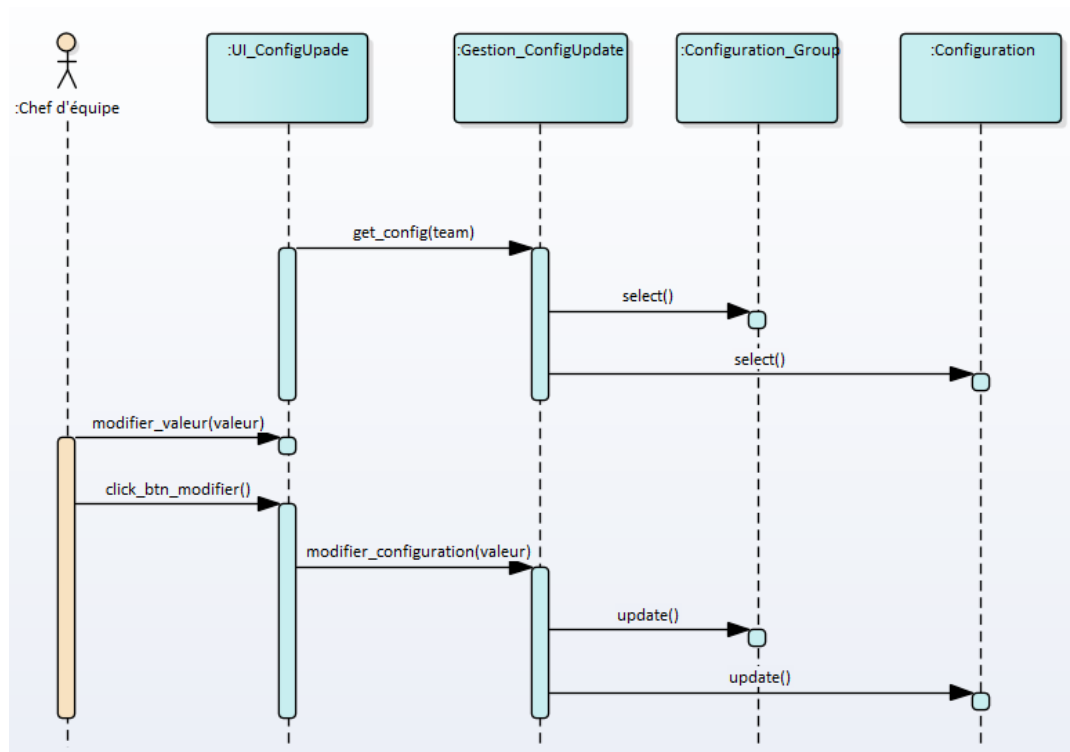 :UI_ConfigUpade
:Gestion_ConfigUpdate
:Configuration_Group
:Configuration
:Chef d'équipe
get_config(team)
select()
select()
modifier_valeur(valeur)
click_btn_modifier()
modifier_configuration(valeur)
update()
update()